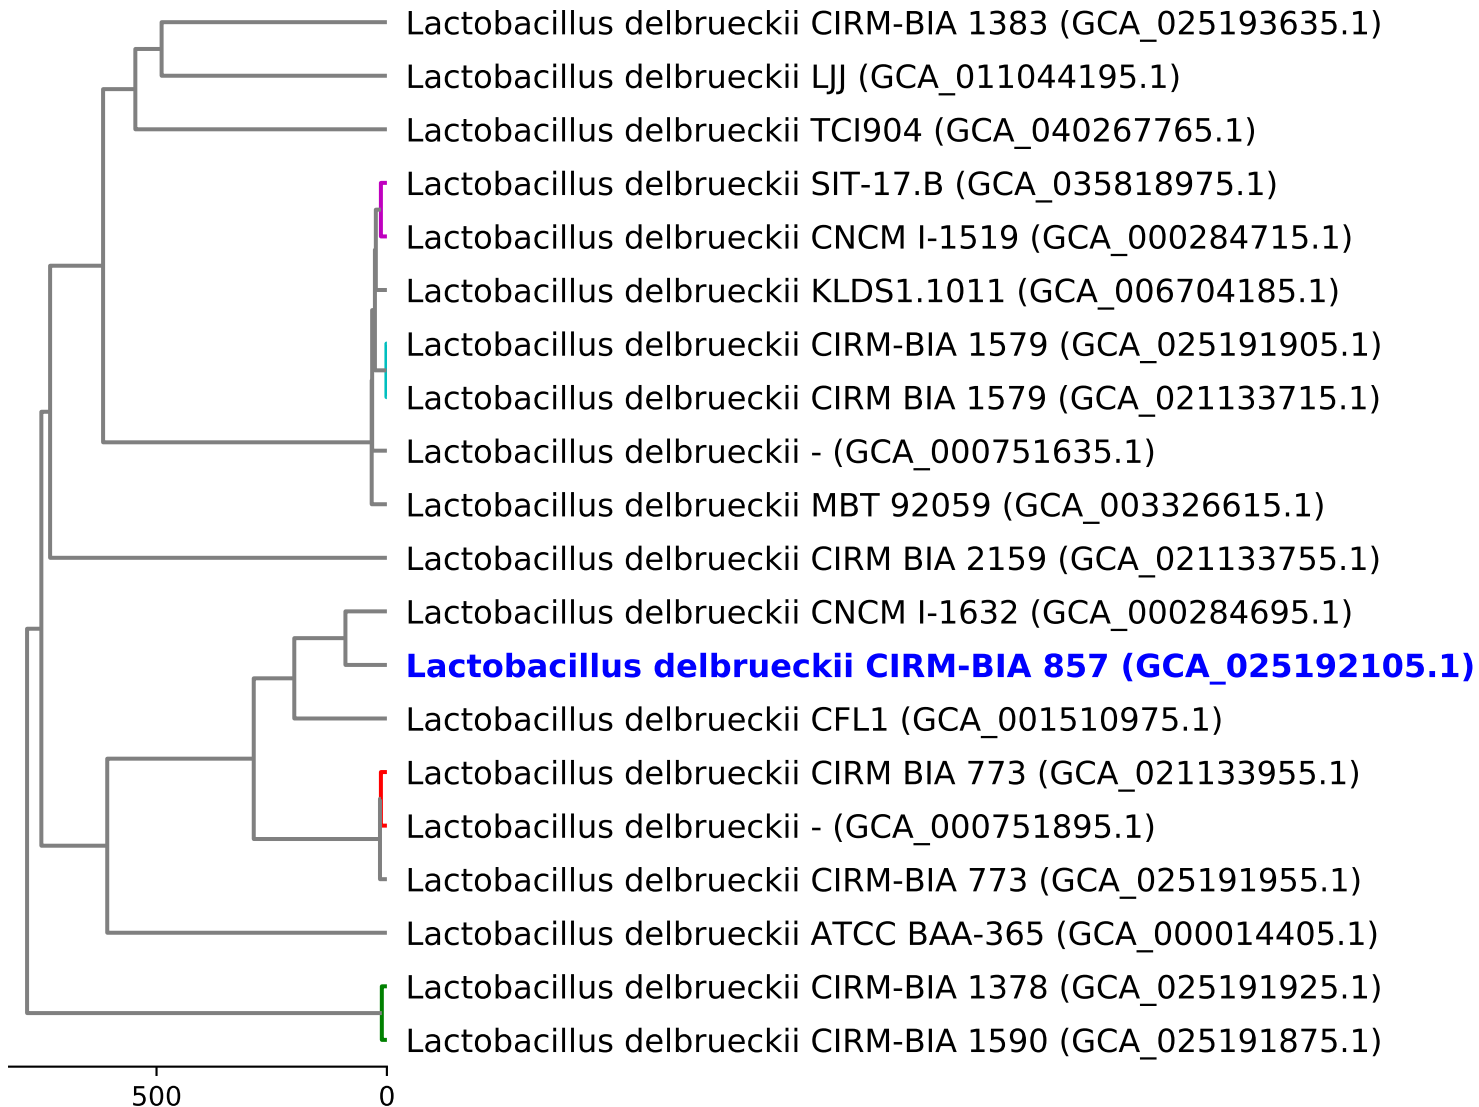 Lactobacillus delbrueckii CIRM-BIA 1383 (GCA_025193635.1)
Lactobacillus delbrueckii LJJ (GCA_011044195.1)
Lactobacillus delbrueckii TCI904 (GCA_040267765.1)
Lactobacillus delbrueckii SIT-17.B (GCA_035818975.1)
Lactobacillus delbrueckii CNCM I-1519 (GCA_000284715.1)
Lactobacillus delbrueckii KLDS1.1011 (GCA_006704185.1)
Lactobacillus delbrueckii CIRM-BIA 1579 (GCA_025191905.1)
Lactobacillus delbrueckii CIRM BIA 1579 (GCA_021133715.1)
Lactobacillus delbrueckii - (GCA_000751635.1)
Lactobacillus delbrueckii MBT 92059 (GCA_003326615.1)
Lactobacillus delbrueckii CIRM BIA 2159 (GCA_021133755.1)
Lactobacillus delbrueckii CNCM I-1632 (GCA_000284695.1)
Lactobacillus delbrueckii CIRM-BIA 857 (GCA_025192105.1)
Lactobacillus delbrueckii CFL1 (GCA_001510975.1)
Lactobacillus delbrueckii CIRM BIA 773 (GCA_021133955.1)
Lactobacillus delbrueckii - (GCA_000751895.1)
Lactobacillus delbrueckii CIRM-BIA 773 (GCA_025191955.1)
Lactobacillus delbrueckii ATCC BAA-365 (GCA_000014405.1)
Lactobacillus delbrueckii CIRM-BIA 1378 (GCA_025191925.1)
Lactobacillus delbrueckii CIRM-BIA 1590 (GCA_025191875.1)
500 0